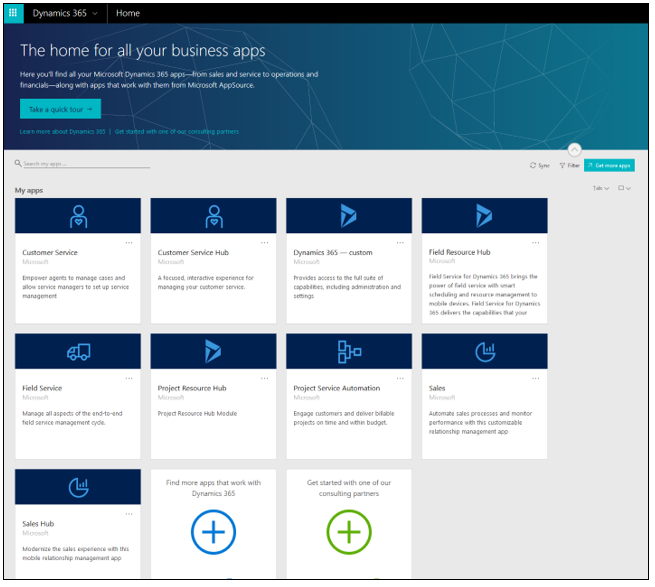 Dynamics 365 Home
The home for all your business apps
Here you'll find all your Microsoft Dynamics 365 apps—from sales and service to operations and
financials—along with apps that work with them from Microsoft AppSource.
Take a quick tour →
Learn more about Dynamics 365 | Get started with one of our consulting partners
Search my apps ...
Sync Filter Get more apps
My apps
Tile
Customer Service
Microsoft
Empower agents to manage cases and
allow service managers to set up service
management
Customer Service Hub
Microsoft
A focused, interactive experience for
managing your customer service.
Dynamics 365 — custom
Microsoft
Provides access to the full suite of
capabilities, including administration and
settings
Field Resource Hub
Microsoft
Field Service for Dynamics 365 brings the
power of field service with smart
scheduling and resource management to
mobile devices. Field Service for Dynamics
365 delivers the capabilities that your
Field Service
Microsoft
Manage all aspects of the end-to-end
field service management cycle.
Project Resource Hub
Microsoft
Project Resource Hub Module
Project Service Automation
Microsoft
Engage customers and deliver billable
projects on time and within budget.
Sales
Microsoft
Automate sales processes and monitor
performance with this customizable
relationship management app
Sales Hub
Microsoft
Modernize the sales experience with this
mobile relationship management app
Find more apps that work with
Dynamics 365
Get started with one of our
consulting partners